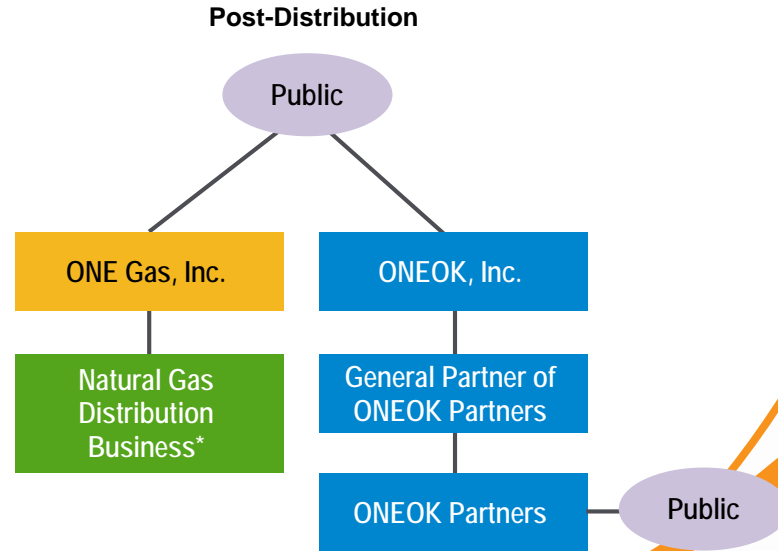 Post-Distribution
Public
ONE Gas, Inc.
ONEOK, Inc.
Natural Gas
Distribution
Business*
General Partner of
ONEOK Partners
ONEOK Partners
Public